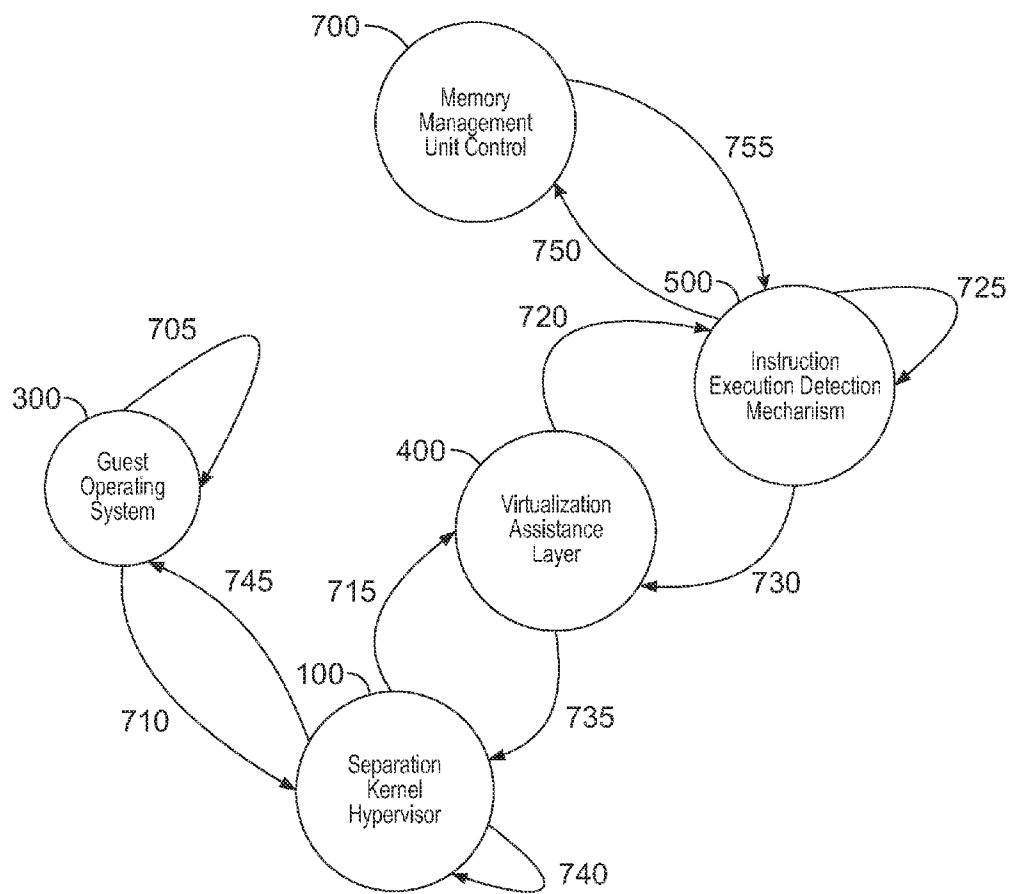 700
Memory
Management
Unit Control
755
750
500
725
720
Instruction
Execution Detection
Mechanism
705
300
Guest
Operating
System
400
Virtualization
Assistance
Layer
745
715
730
100
710
735
Separation
Kernel
Hypervisor
740